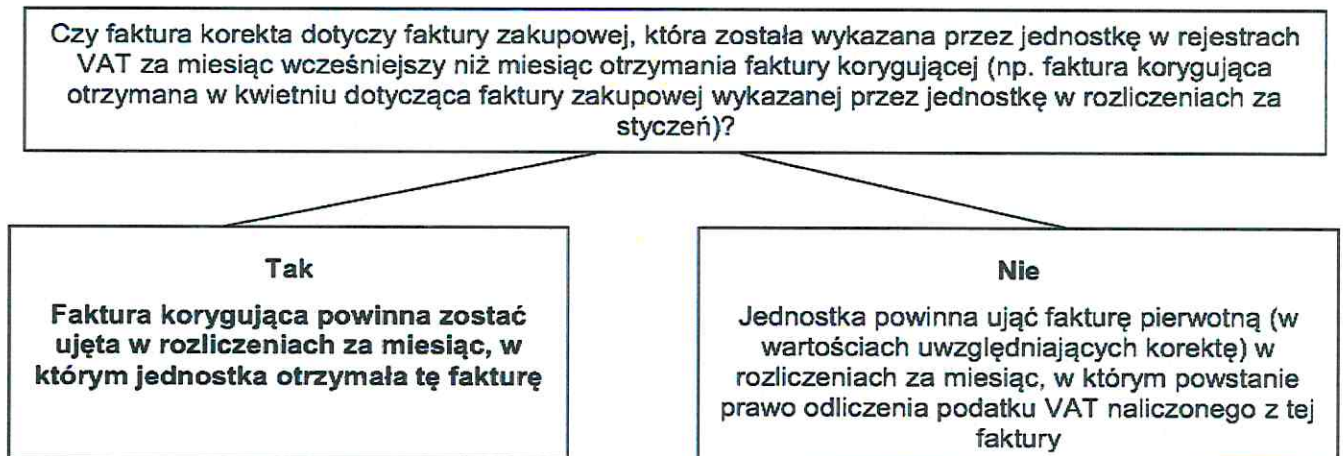 Czy faktura korekta dotyczy faktury zakupowej, która została wykazana przez jednostkę w rejestrach
VAT za miesiąc wcześniejszy niż miesiąc otrzymania faktury korygującej (np. faktura korygująca
otrzymana w kwietniu dotycząca faktury zakupowej wykazanej przez jednostkę w rozliczeniach za
styczeń)?
Tak
Faktura korygująca powinna zostać
ujęta w rozliczeniach za miesiąc, w
którym jednostka otrzymała tę fakturę
Nie
Jednostka powinna ująć fakturę pierwotną (w
wartościach uwzględniających korektę) w
rozliczeniach za miesiąc, w którym powstanie
prawo odliczenia podatku VAT naliczonego z tej
faktury